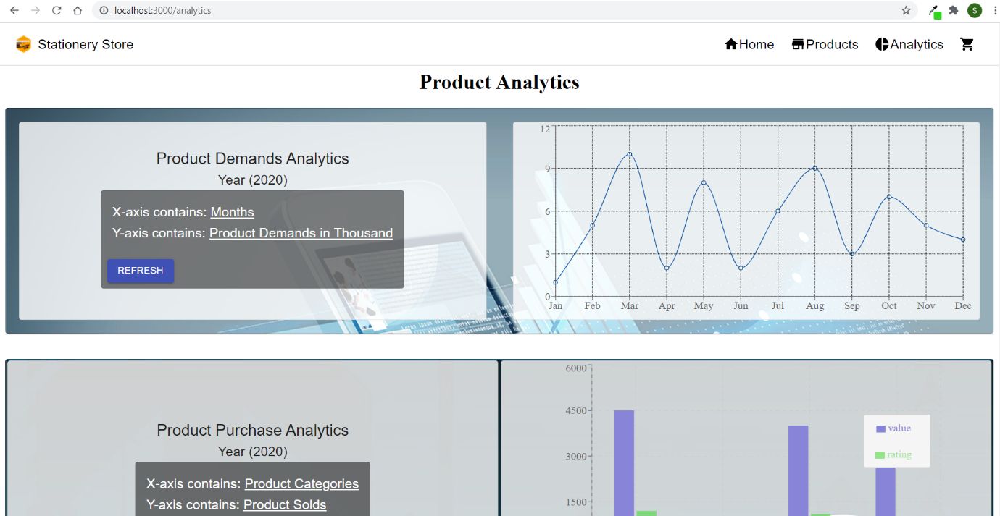 localhost:3000/analytics
S
Stationery Store
Home Products Analytics
Product Analytics
Product Demands Analytics
Year (2020)
X-axis contains: Months
Y-axis contains: Product Demands in Thousand
REFRESH
12
9
6
3
0
Jan Feb Mar Apr May Jun Jul Aug Sep Oct Nov Dec
Product Purchase Analytics
Year (2020)
X-axis contains: Product Categories
Y-axis contains: Product Solds
6000
4500
3000
1500
value
rating